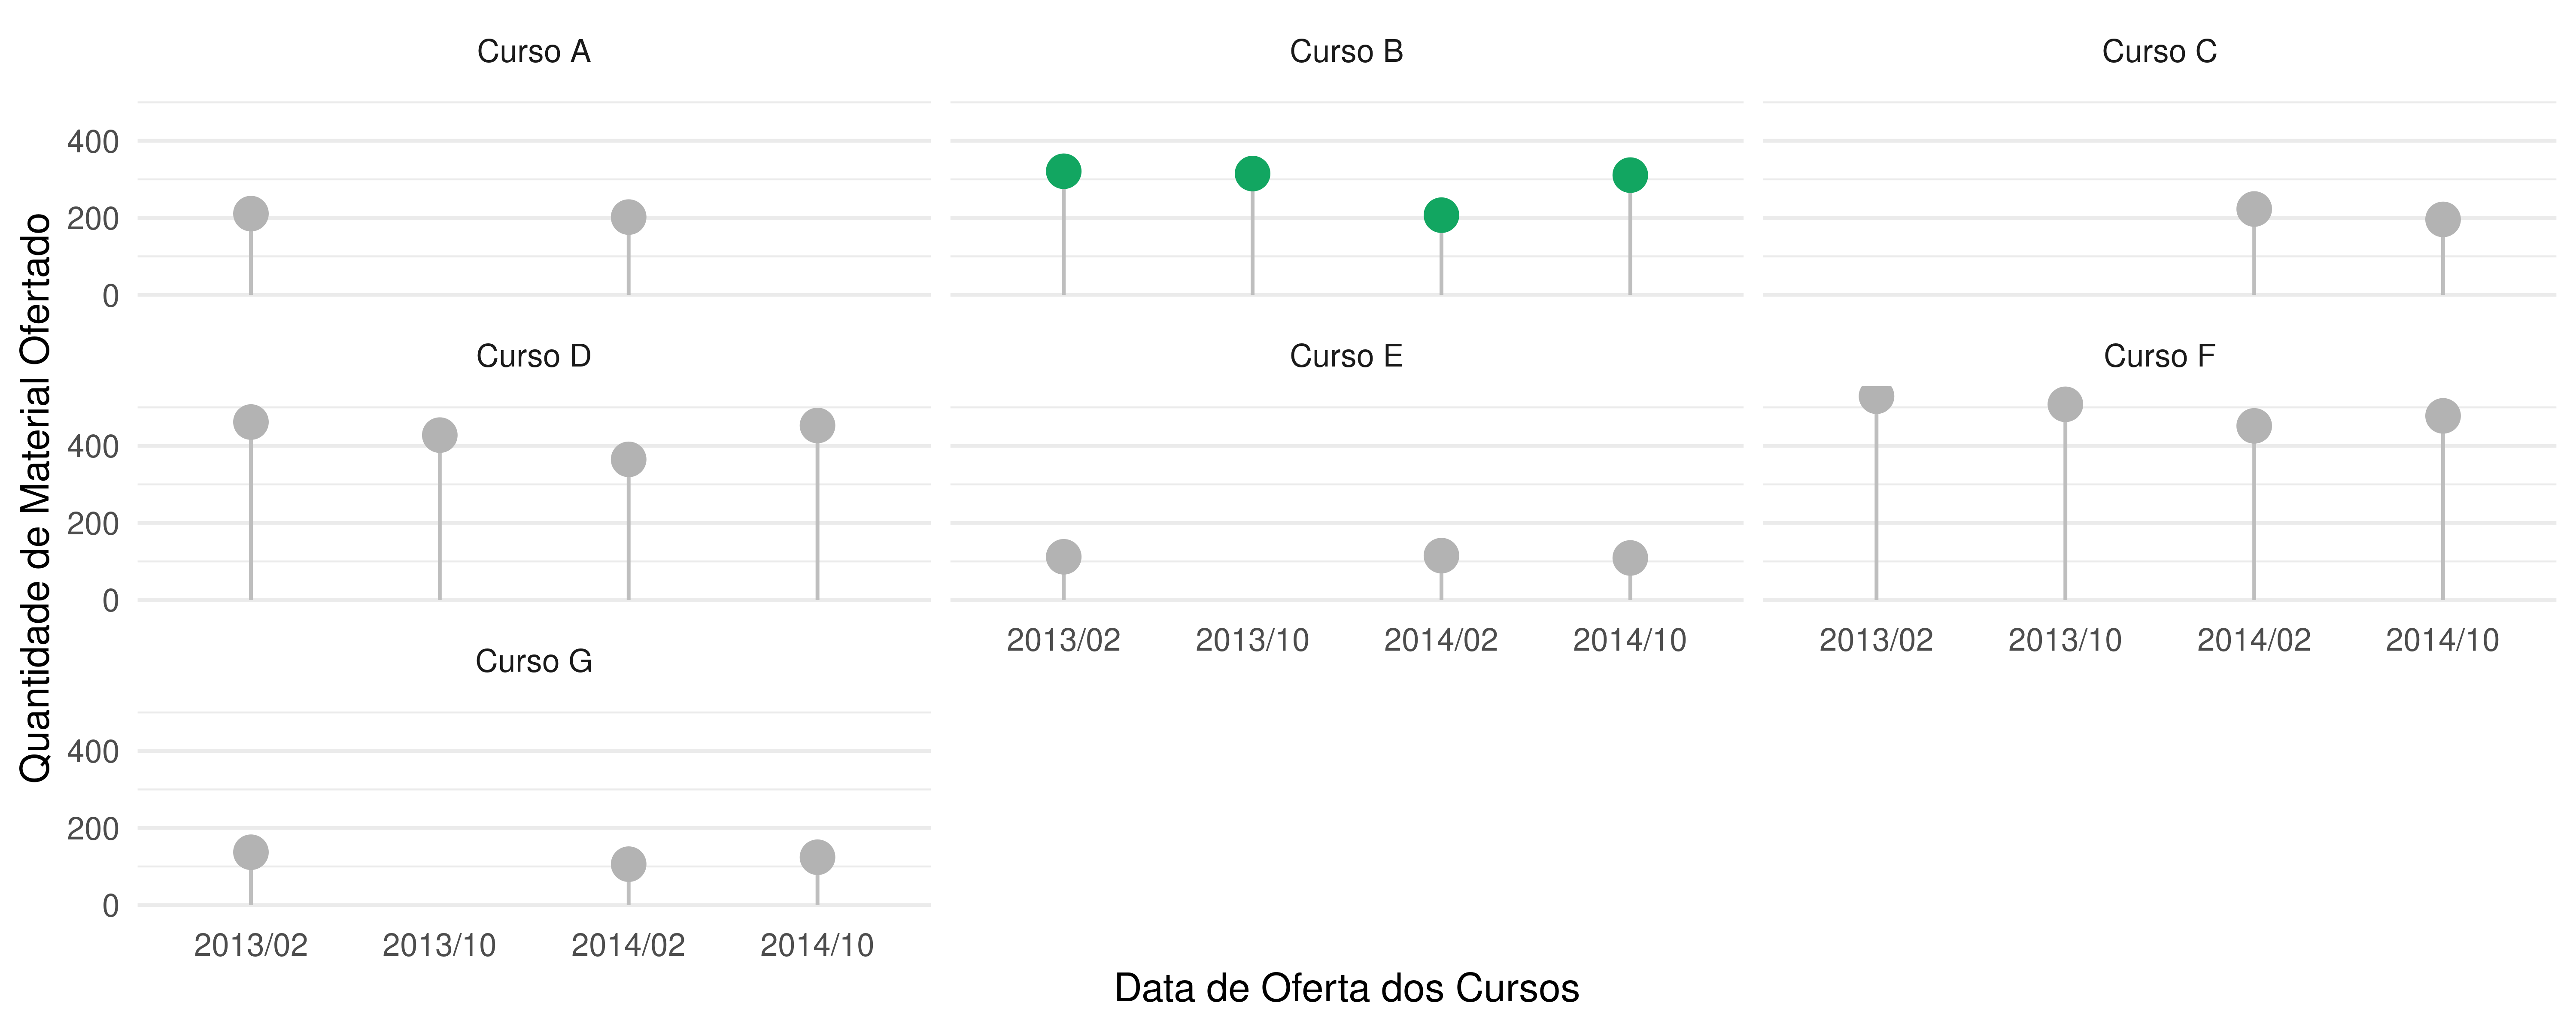 Curso A
Curso B
Curso C
400
200
0
Curso D
Curso E
Curso F
400
200
0
2013/02 2013/10 2014/02 2014/10
2013/02 2013/10 2014/02 2014/10
Curso G
400
200
0
2013/02 2013/10 2014/02 2014/10
Quantidade de Material Ofertado
Data de Oferta dos Cursos